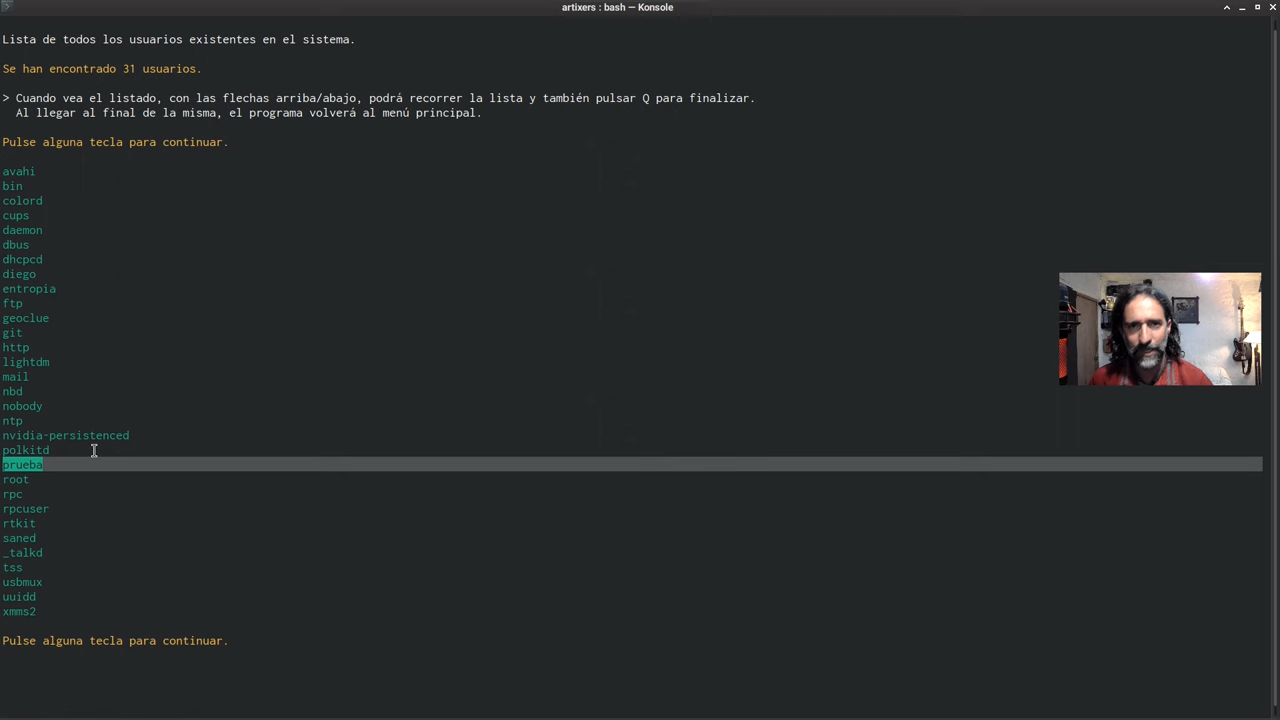 artixers : bash — Konsole
Lista de todos los usuarios existentes en el sistema.
Se han encontrado 31 usuarios.
> Cuando vea el listado, con las flechas arriba/abajo, podrá recorrer la lista y también pulsar Q para finalizar.
Al llegar al final de la misma, el programa volverá al menú principal.
Pulse alguna tecla para continuar.
avahi
bin
colord
cups
daemon
dbus
dhcpcd
diego
entropia
ftp
geoclue
git
http
lightdm
mail
nbd
nobody
ntp
nvidia-persistenced
polkitd
prueba
root
rpc
rpcuser
rtkit
saned
_talkd
tss
usbmux
uuidd
xmms2
Pulse alguna tecla para continuar.